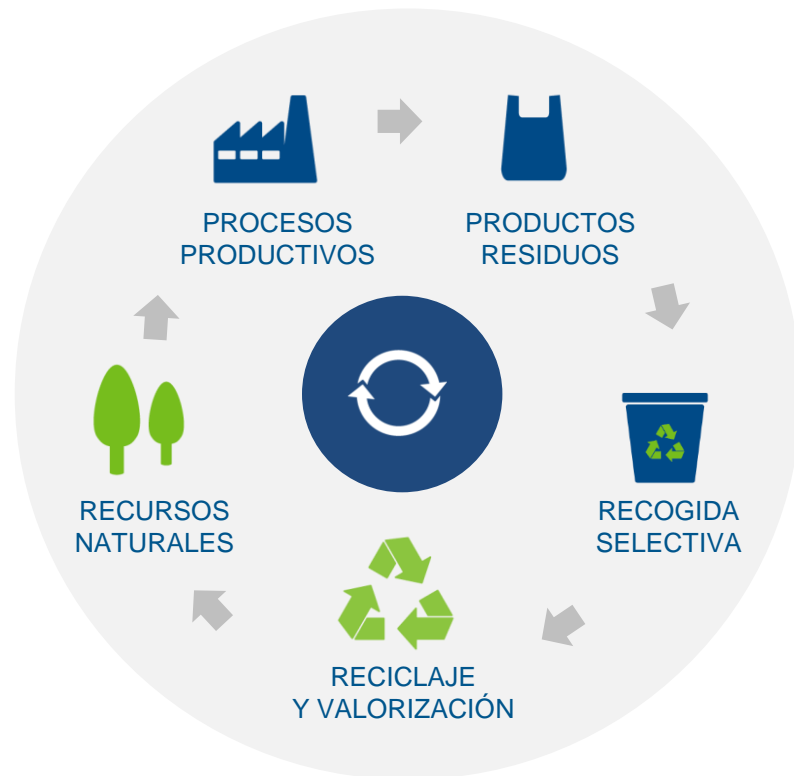 PROCESOS
PRODUCTIVOS
PRODUCTOS
RESIDUOS
RECOGIDA
SELECTIVA
RECICLAJE
Y VALORIZACIÓN
RECURSOS
NATURALES